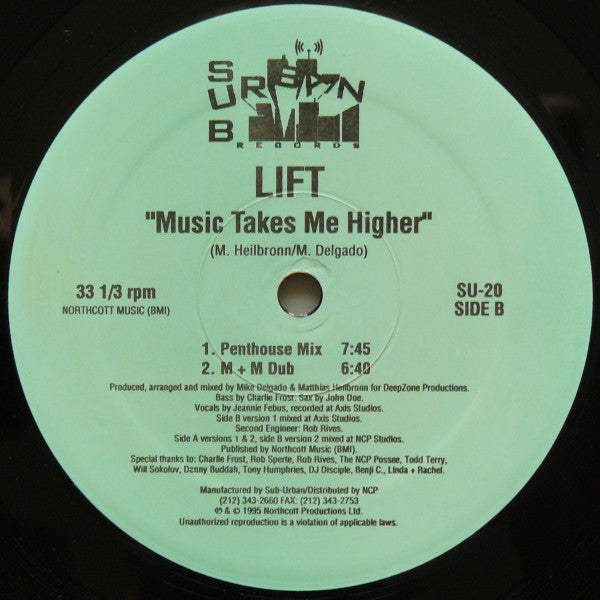 SUB URBAN
RECORDS
LIFT
"Music Takes Me Higher"
(M. Heilbronn/M. Delgado)
33 1/3 rpm
NORTHCOTT MUSIC (BMI)
SU-20
SIDE B
1. Penthouse Mix 7:45
2. M + M Dub 6:40
Produced, arranged and mixed by Mike Delgado & Matthias Heilbronn for DeepZone Productions.
Bass by Charlie Frost. Sax by John Doe.
Vocals by Jeannie Febus, recorded at Axis Studios.
Side B version 1 mixed at Axis Studios.
Second Engineer: Rob Rives.
Side A versions 1 & 2, side B version 2 mixed at NCP Studios.
Published by Northcott Music (BMI).
Special thanks to: Charlie Frost, Rob Sperte, Rob Rives, The NCP Possee, Todd Terry,
Will Sokolov, Danny Buddah, Tony Humphries, DJ Disciple, Benji C., Linda + Rachel.
Manufactured by Sub-Urban/Distributed by NCP
(212) 343-2660 FAX: (212) 343-2753
℗ & © 1995 Northcott Productions Ltd.
Unauthorized reproduction is a violation of applicable laws.